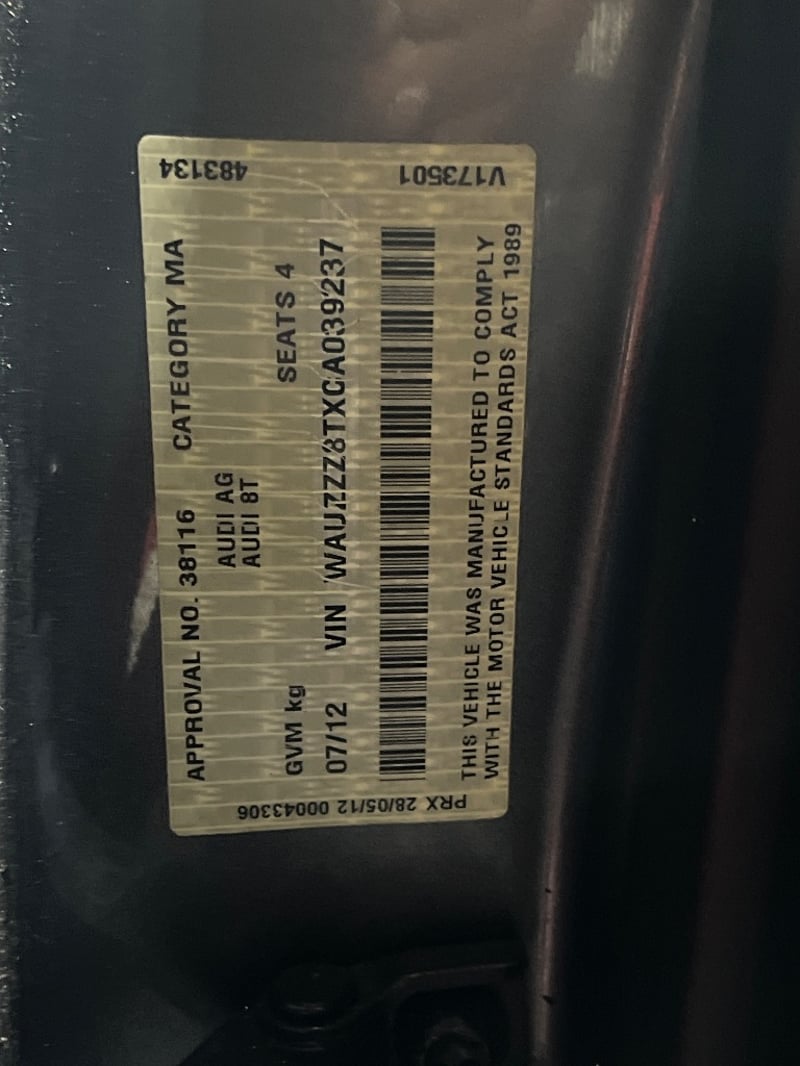 483134
V173501
APPROVAL NO. 38116 CATEGORY MA
AUDI AG
AUDI 8T
GVM kg SEATS 4
07/12 VIN WAUZZZ8TXCA039237
THIS VEHICLE WAS MANUFACTURED TO COMPLY
WITH THE MOTOR VEHICLE STANDARDS ACT 1989
PRX 28/05/12 00043306